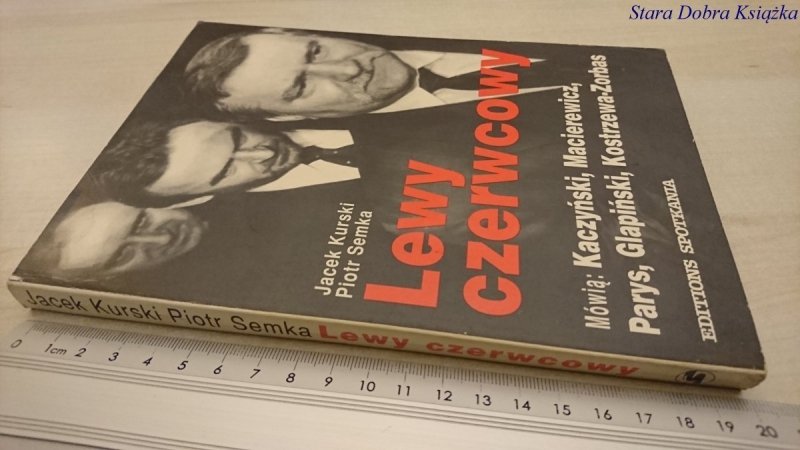 Stara Dobra Książka
Jacek Kurski
Piotr Semka
Lewy
czerwcowy
Mówią: Kaczyński, Macierewicz,
Parys, Glapiński, Kostrzewa-Zorbas
EDITIONS SPOTKANIA
Jacek Kurski Piotr Semka Lewy czerwcowy
0 1cm 2 3 4 5 6 7 8 9 10 11 12 13 14 15 16 17 18 19 20